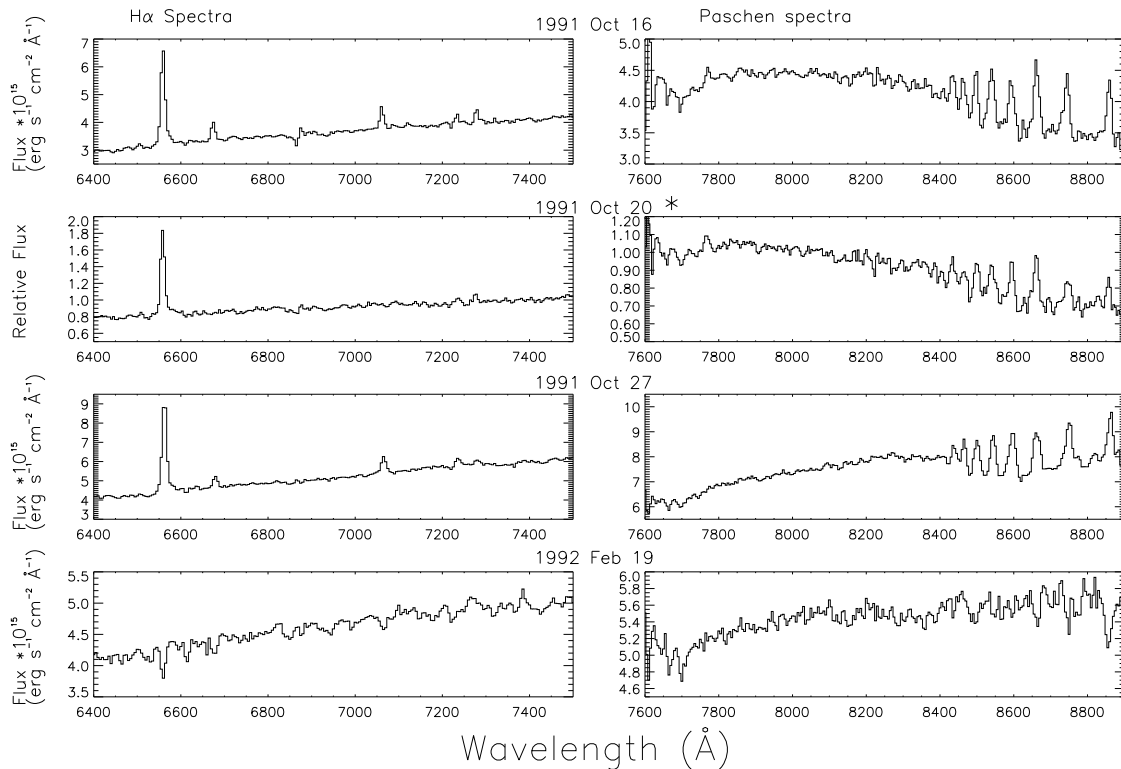 Hα Spectra
Paschen spectra
1991 Oct 16
Flux *10¹⁵
(erg s⁻¹ cm⁻² Å⁻¹)
7
6
5
4
3
6400 6600 6800 7000 7200 7400
5.0
4.5
4.0
3.5
3.0
7600 7800 8000 8200 8400 8600 8800
1991 Oct 20 *
Relative Flux
2.0
1.8
1.6
1.4
1.2
1.0
0.8
0.6
6400 6600 6800 7000 7200 7400
1.20
1.10
1.00
0.90
0.80
0.70
0.60
0.50
7600 7800 8000 8200 8400 8600 8800
1991 Oct 27
Flux *10¹⁵
(erg s⁻¹ cm⁻² Å⁻¹)
9
8
7
6
5
4
3
6400 6600 6800 7000 7200 7400
10
9
8
7
6
7600 7800 8000 8200 8400 8600 8800
1992 Feb 19
Flux *10¹⁵
(erg s⁻¹ cm⁻² Å⁻¹)
5.5
5.0
4.5
4.0
3.5
6400 6600 6800 7000 7200 7400
6.0
5.8
5.6
5.4
5.2
5.0
4.8
4.6
7600 7800 8000 8200 8400 8600 8800
Wavelength (Å)